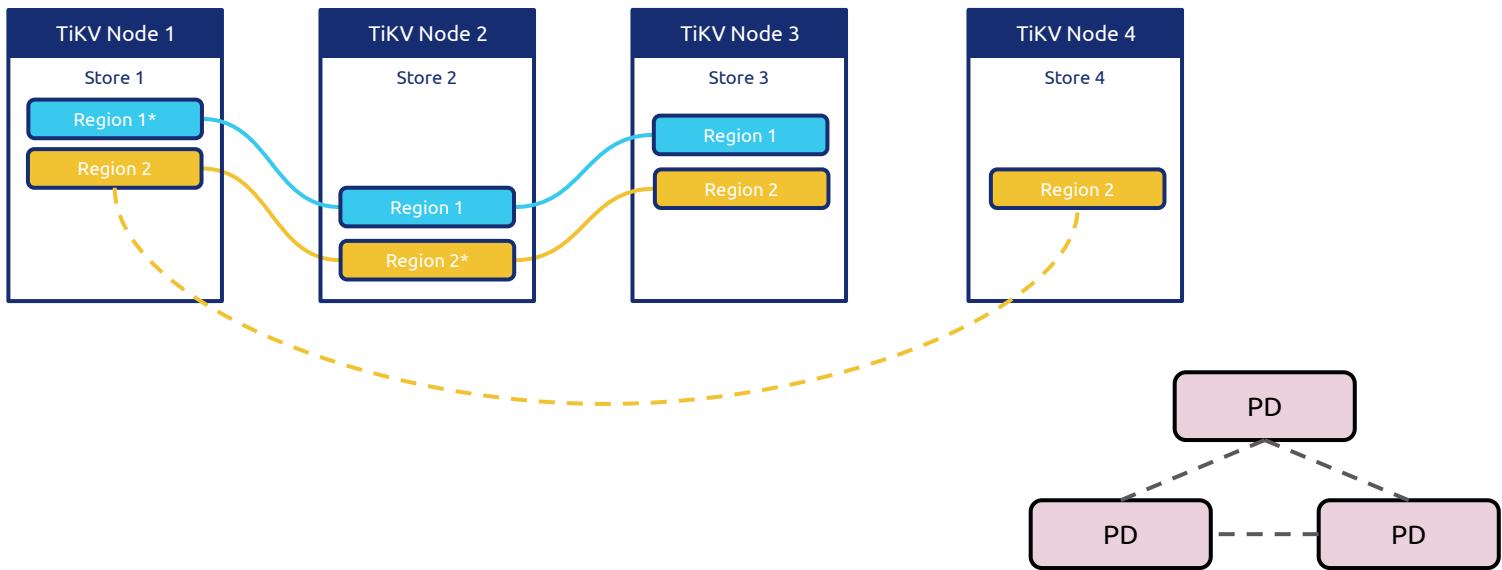 TiKV Node 1
TiKV Node 2
TiKV Node 3
TiKV Node 4
Store 1
Store 2
Store 3
Store 4
Region 1*
Region 2
Region 1
Region 2*
Region 1
Region 2
Region 2
PD
PD
PD